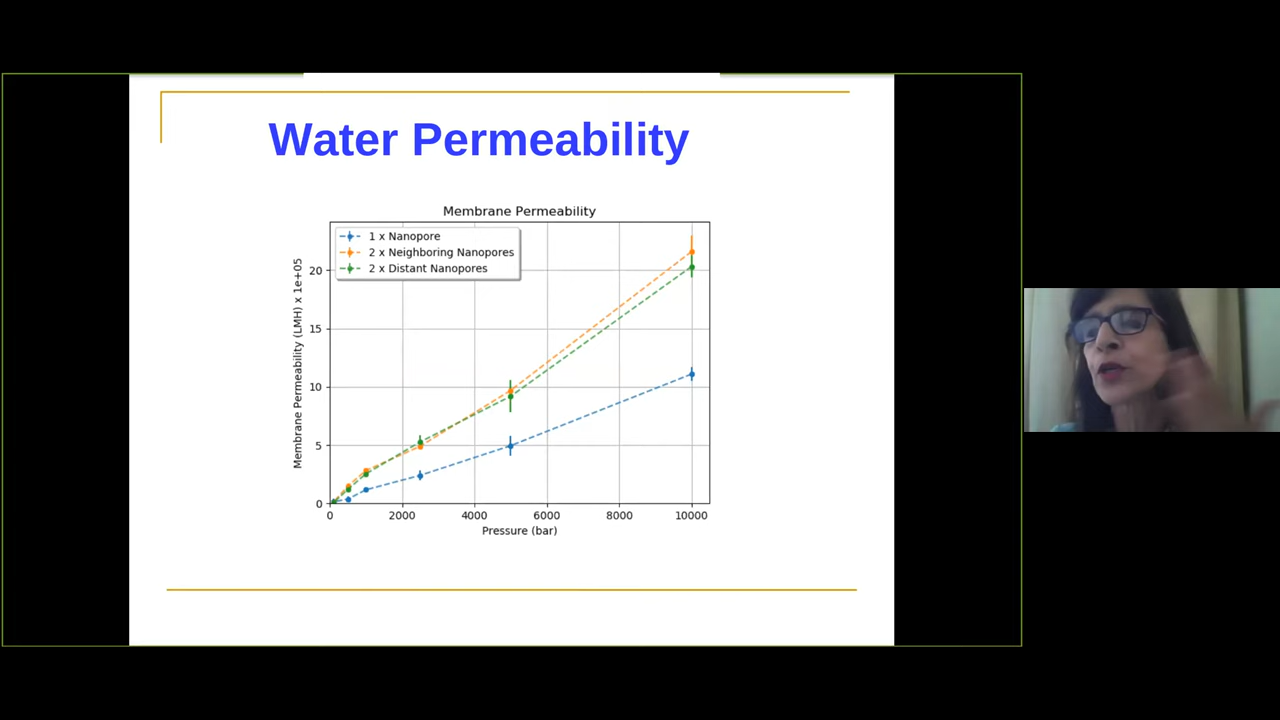 Water Permeability
Membrane Permeability
1 x Nanopore
2 x Neighboring Nanopores
2 x Distant Nanopores
Membrane Permeability (LMH) x 1e+05
20
15
10
5
0
0 2000 4000 6000 8000 10000
Pressure (bar)